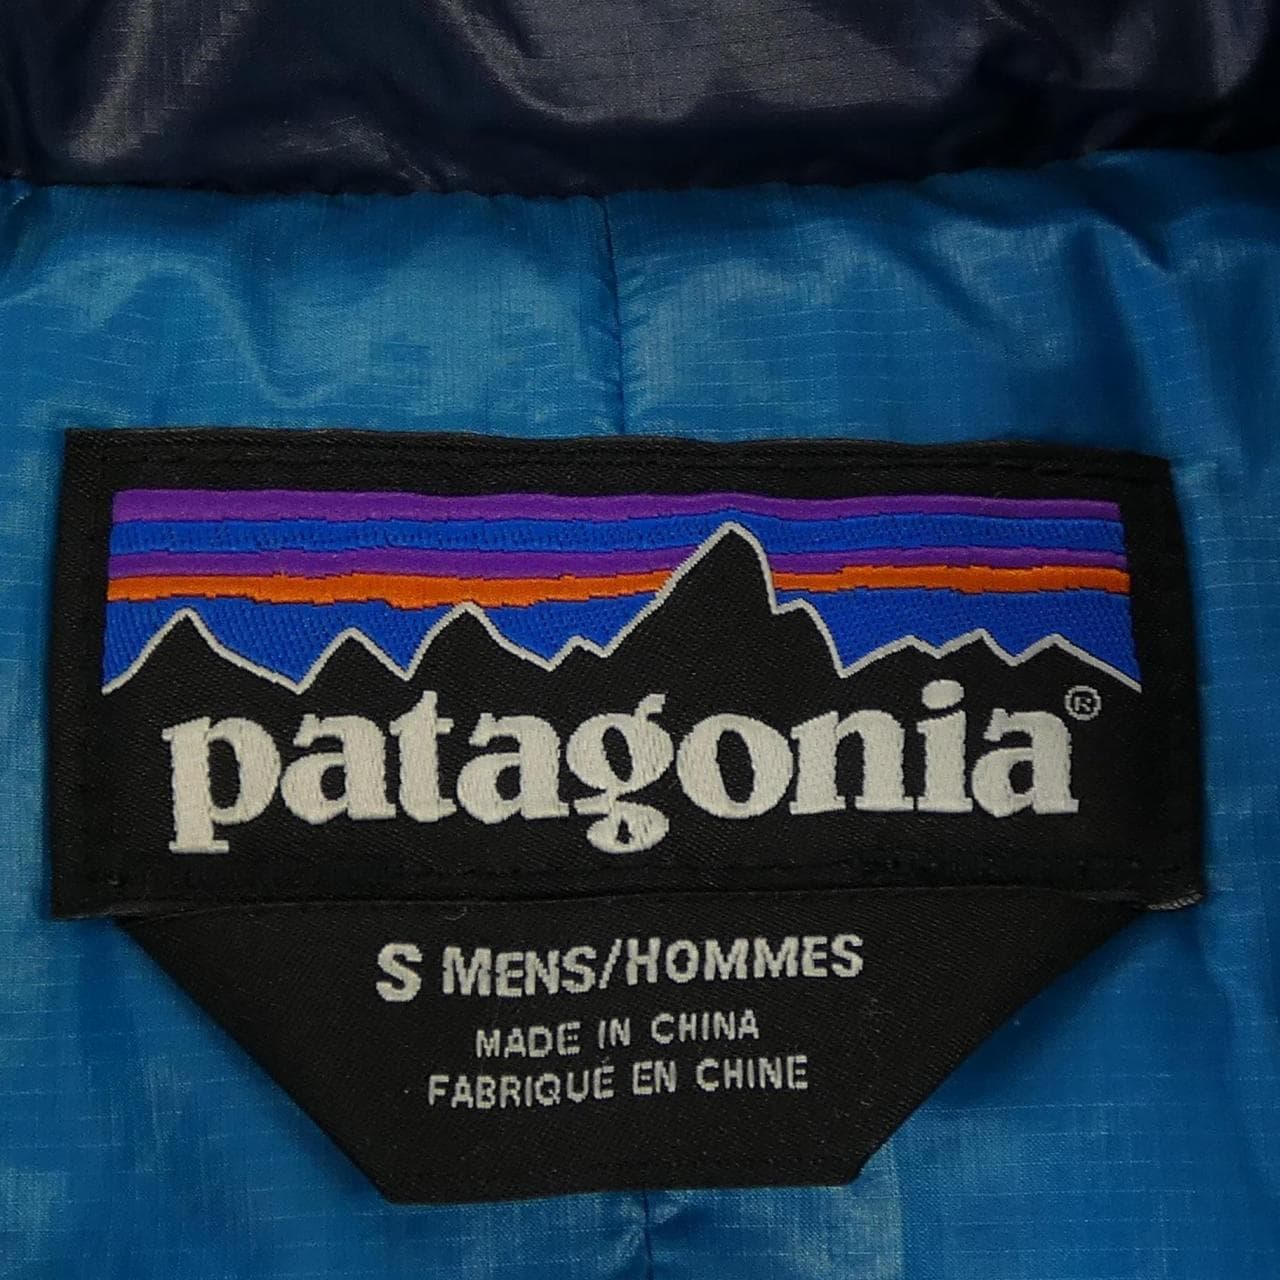 patagonia®
S MENS/HOMMES
MADE IN CHINA
FABRIQUÉ EN CHINE